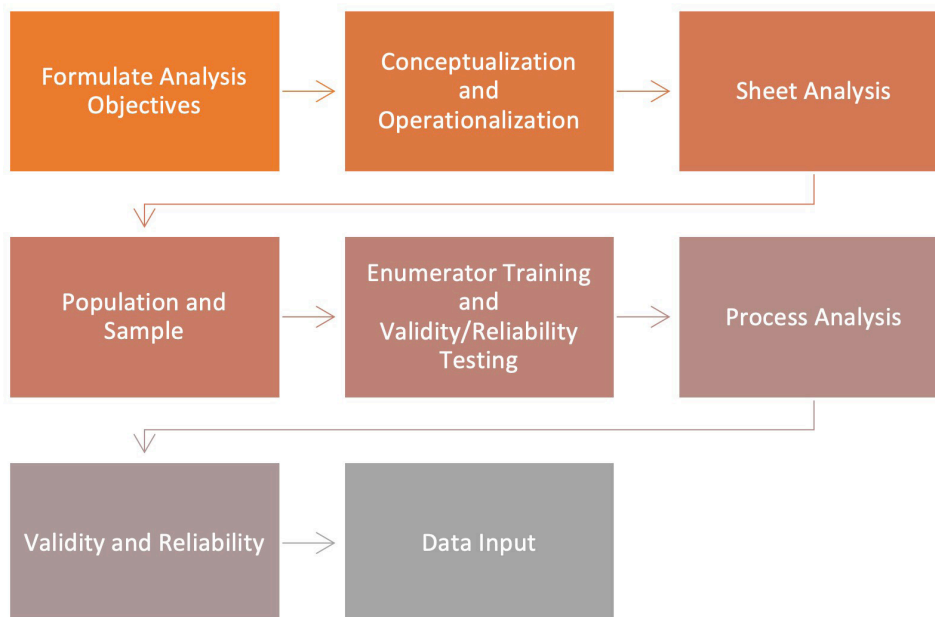 Formulate Analysis
Objectives
Conceptualization
and
Operationalization
Sheet Analysis
Population and
Sample
Enumerator Training
and
Validity/Reliability
Testing
Process Analysis
Validity and Reliability
Data Input